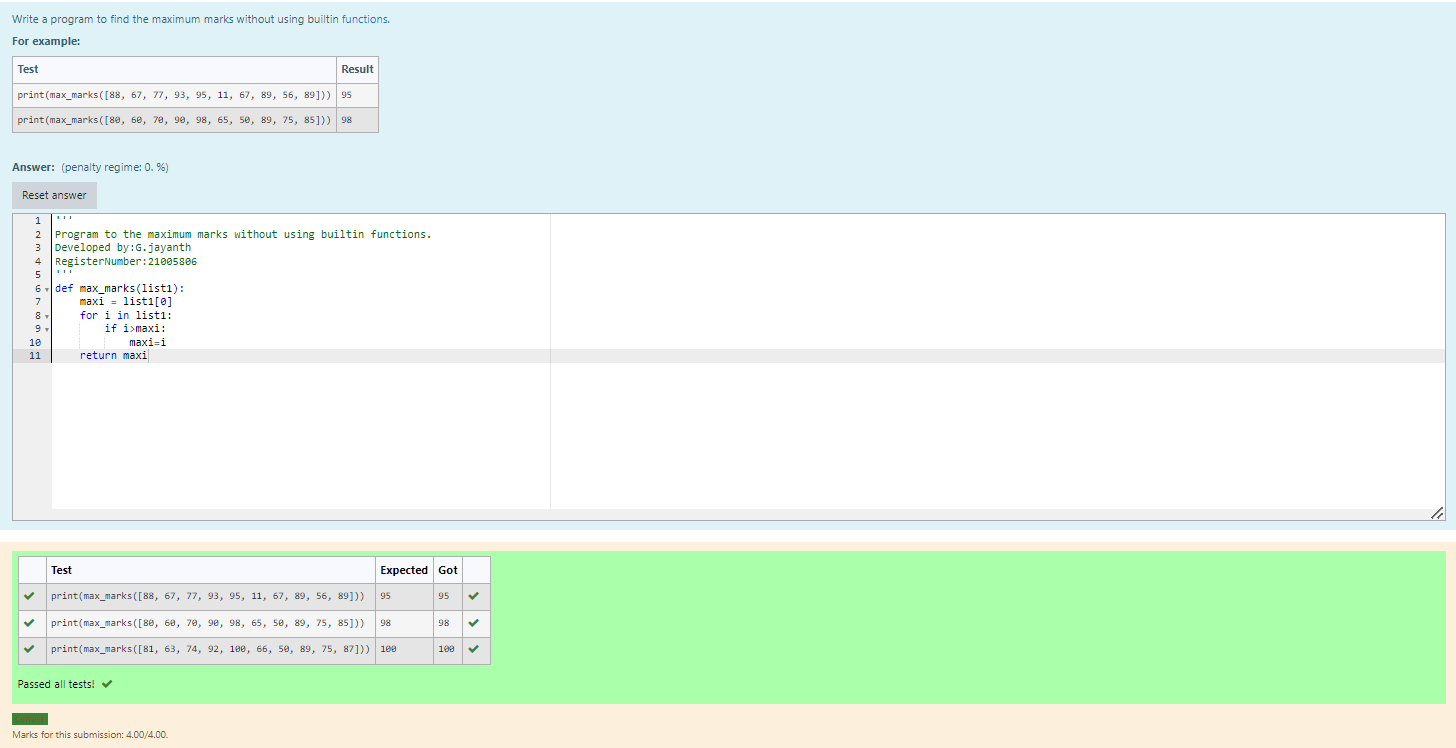 Write a program to find the maximum marks without using builtin functions.
For example:
Test Result
print(max_marks([88, 67, 77, 93, 95, 11, 67, 89, 56, 89])) 95
print(max_marks([80, 60, 70, 90, 98, 65, 50, 89, 75, 85])) 98
Answer: (penalty regime: 0, %)
Reset answer
1 '''
2 Program to the maximum marks without using builtin functions.
3 Developed by:G.jayanth
4 RegisterNumber:21005806
5 '''
6 def max_marks(list1):
7 maxi = list1[0]
8 for i in list1:
9 if i>maxi:
10 maxi=i
11 return maxi
Test Expected Got
print(max_marks([88, 67, 77, 93, 95, 11, 67, 89, 56, 89])) 95 95
print(max_marks([80, 60, 70, 90, 98, 65, 50, 89, 75, 85])) 98 98
print(max_marks([81, 63, 74, 92, 100, 66, 50, 89, 75, 87])) 100 100
Passed all tests!
Marks for this submission: 4.00/4.00.